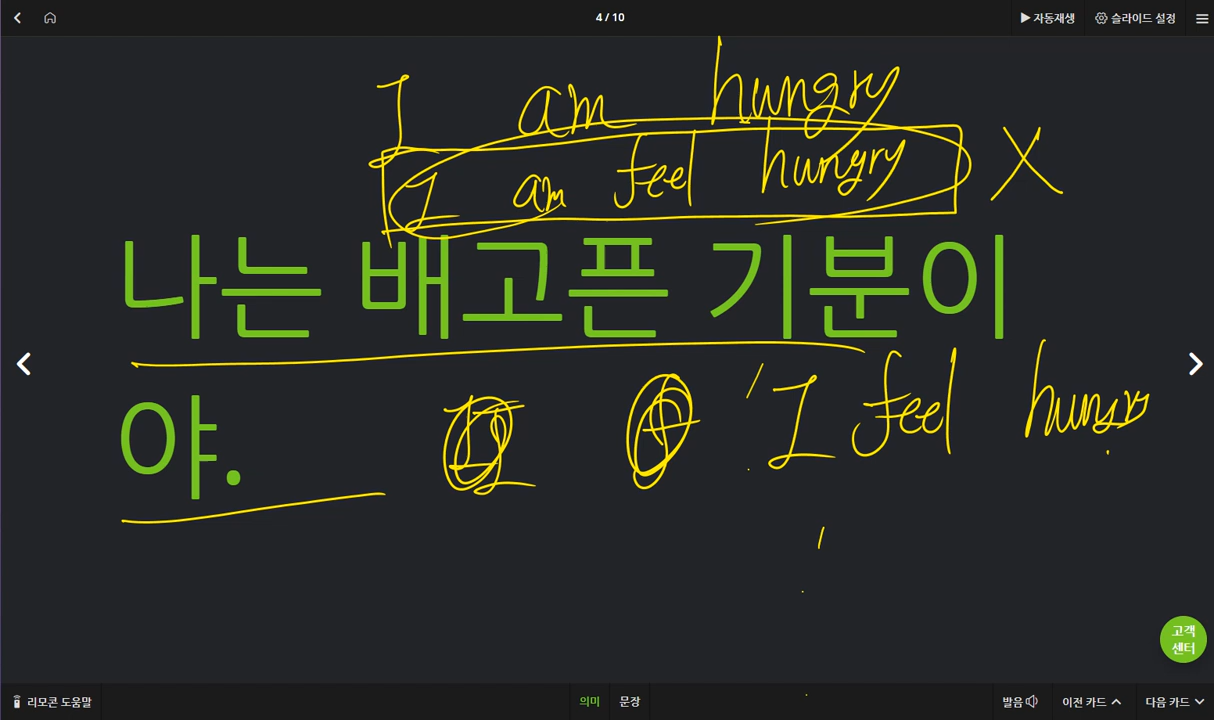 4 / 10
자동재생
슬라이드 설정
I am hungry
I am feel hungry X
나는 배고픈 기분이
야.
I feel hungry
고객
센터
리모콘 도움말
의미
문장
발음
이전 카드
다음 카드